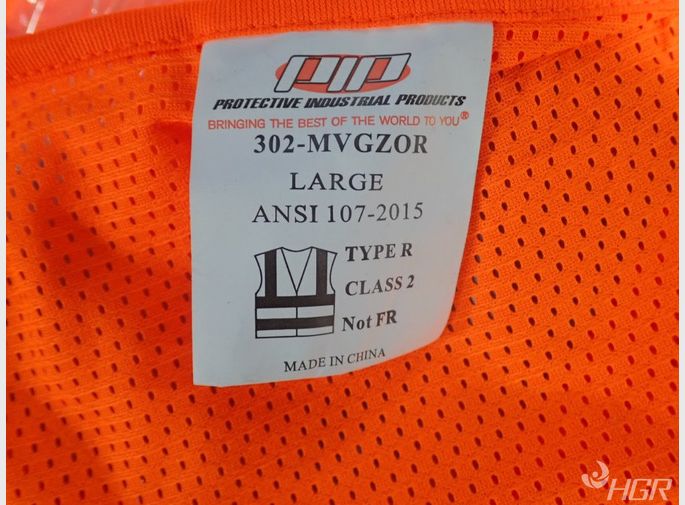 PIP
PROTECTIVE INDUSTRIAL PRODUCTS
BRINGING THE BEST OF THE WORLD TO YOU®
302-MVGZOR
LARGE
ANSI 107-2015
TYPE R
CLASS 2
Not FR
MADE IN CHINA
HGR